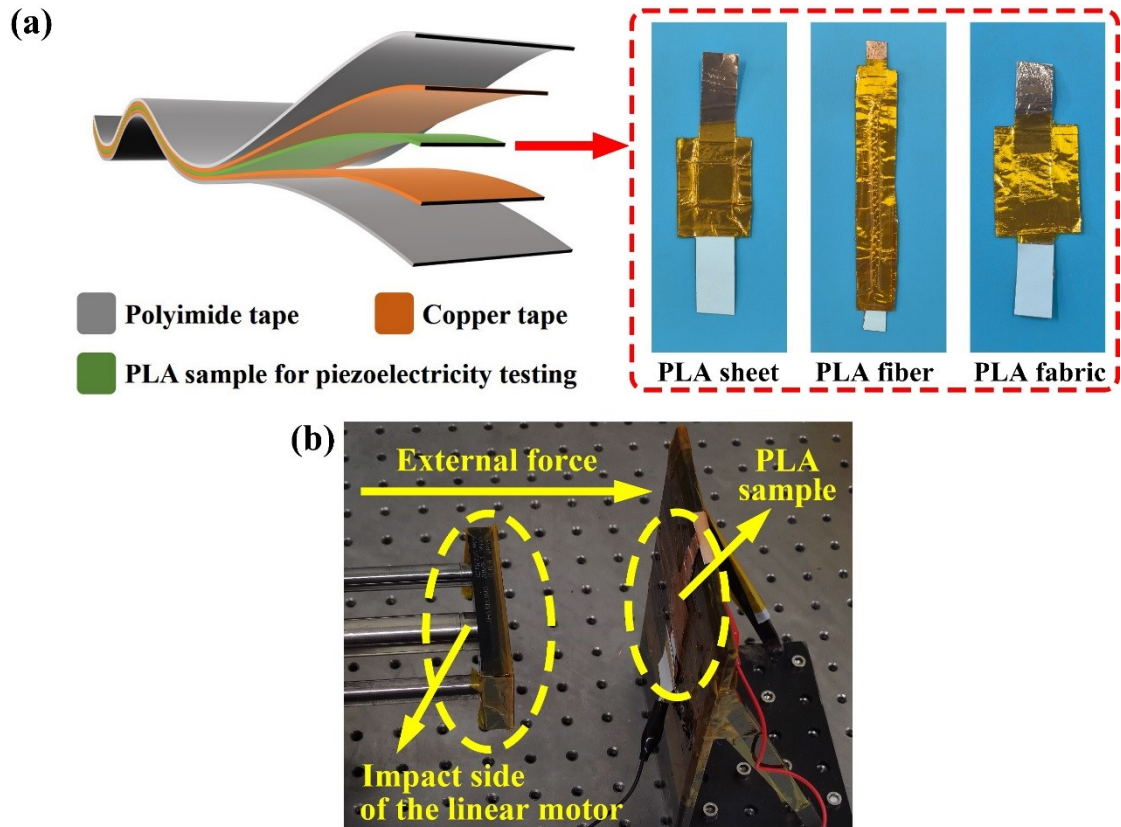 (a)
Polyimide tape
Copper tape
PLA sample for piezoelectricity testing
PLA sheet
PLA fiber
PLA fabric
(b)
External force
PLA
sample
Impact side
of the linear motor